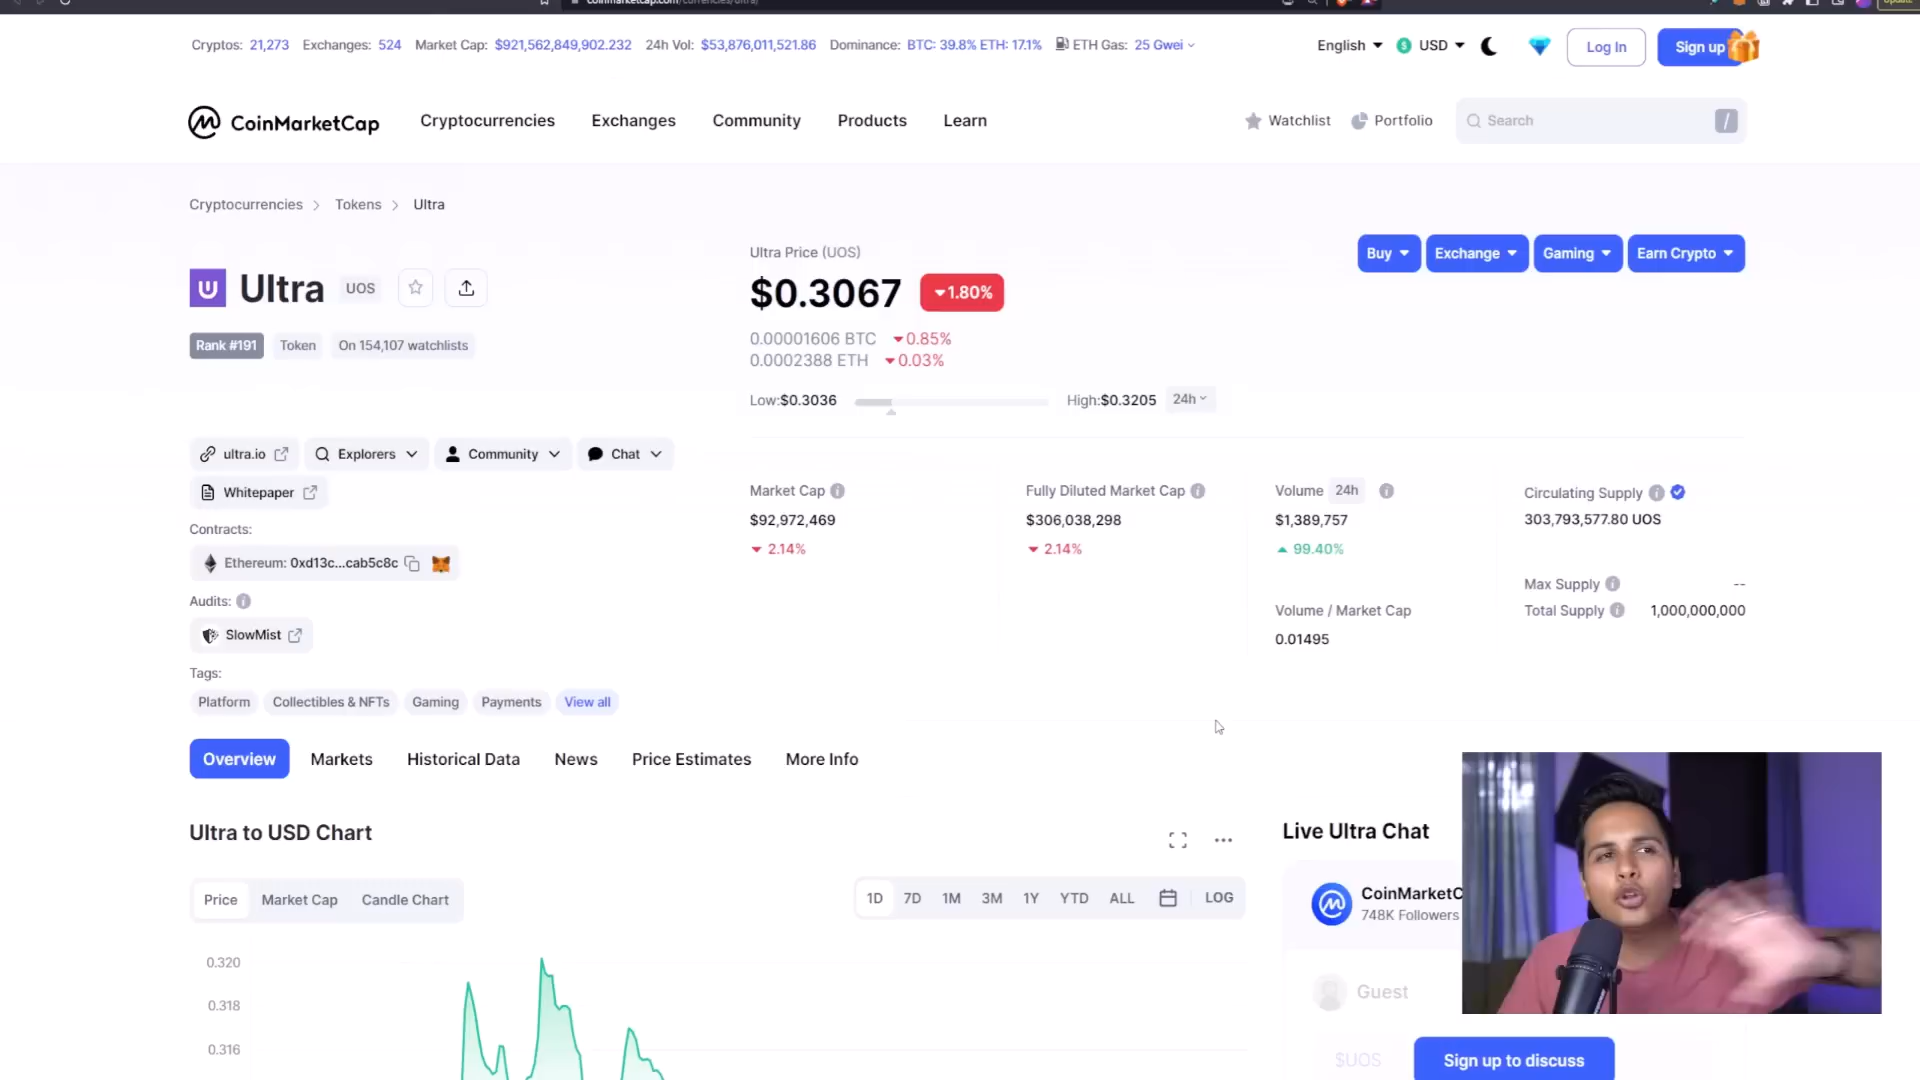 coinmarketcap.com/currencies/ultra/
Cryptos: 21,273 Exchanges: 524 Market Cap: $921,562,849,902.232 24h Vol: $53,876,011,521.86 Dominance: BTC: 39.8% ETH: 17.1% ETH Gas: 25 Gwei
English $ USD Log In Sign up
CoinMarketCap Cryptocurrencies Exchanges Community Products Learn Watchlist Portfolio Search /
Cryptocurrencies > Tokens > Ultra
Ultra Price (UOS)
Buy Exchange Gaming Earn Crypto
U Ultra UOS
$0.3067 1.80%
Rank #191 Token On 154,107 watchlists
0.00001606 BTC 0.85%
0.0002388 ETH 0.03%
Low:$0.3036 High:$0.3205 24h
ultra.io Explorers Community Chat
Whitepaper
Contracts:
Ethereum: 0xd13c...cab5c8c
Audits:
SlowMist
Tags:
Platform Collectibles & NFTs Gaming Payments View all
Market Cap
$92,972,469
2.14%
Fully Diluted Market Cap
$306,038,298
2.14%
Volume 24h
$1,389,757
99.40%
Volume / Market Cap
0.01495
Circulating Supply
303,793,577.80 UOS
Max Supply --
Total Supply 1,000,000,000
Overview Markets Historical Data News Price Estimates More Info
Ultra to USD Chart
Price Market Cap Candle Chart
1D 7D 1M 3M 1Y YTD ALL LOG
0.320
0.318
0.316
Live Ultra Chat
CoinMarketC
748K Followers
Guest
$UOS
Sign up to discuss